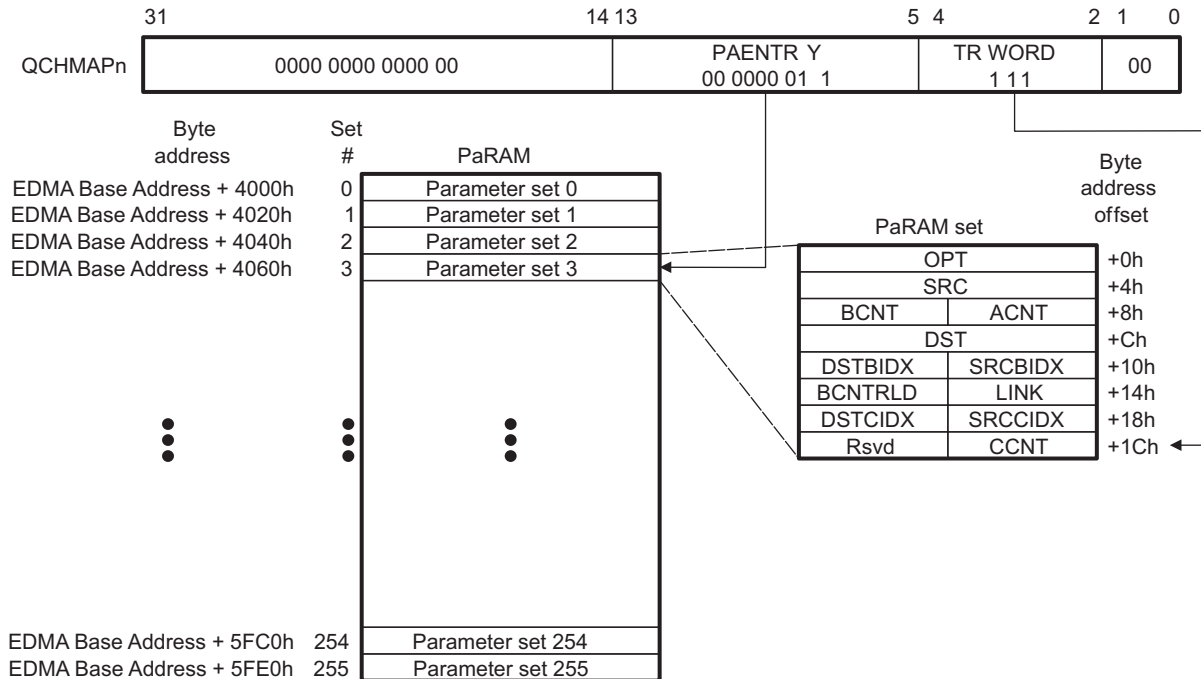 31 14 13 5 4 2 1 0
QCHMAPn 0000 0000 0000 00 PAENTR Y TR WORD 00
00 0000 01 1 1 11
Byte address
Set #
PaRAM
EDMA Base Address + 4000h 0 Parameter set 0
EDMA Base Address + 4020h 1 Parameter set 1
EDMA Base Address + 4040h 2 Parameter set 2
EDMA Base Address + 4060h 3 Parameter set 3
EDMA Base Address + 5FC0h 254 Parameter set 254
EDMA Base Address + 5FE0h 255 Parameter set 255
PaRAM set
Byte
address
offset
OPT +0h
SRC +4h
BCNT ACNT +8h
DST +Ch
DSTBIDX SRCBIDX +10h
BCNTRLD LINK +14h
DSTCIDX SRCCIDX +18h
Rsvd CCNT +1Ch